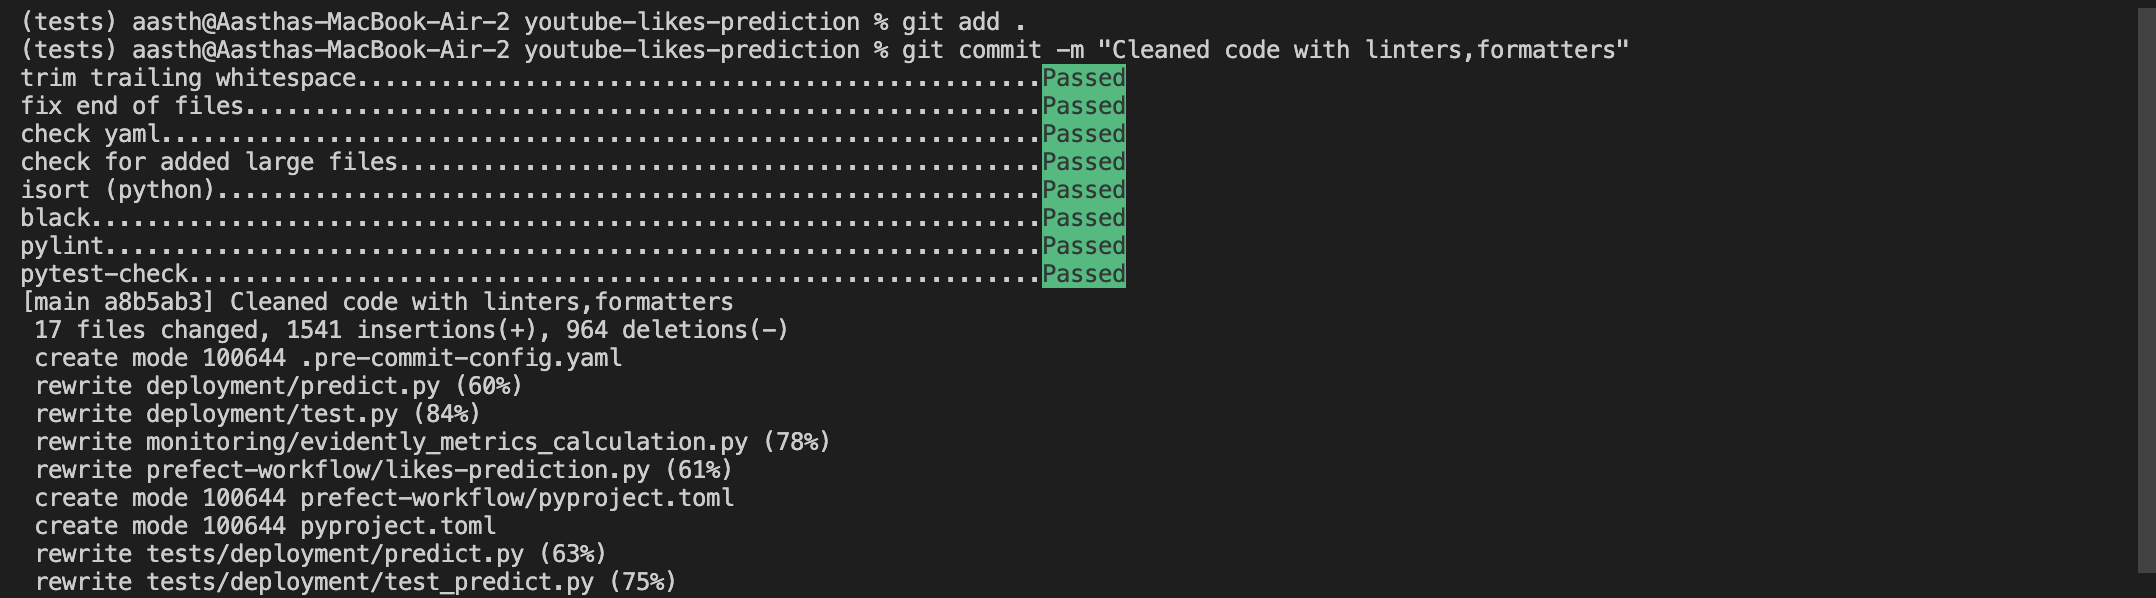 (tests) aasth@Aasthas-MacBook-Air-2 youtube-likes-prediction % git add .
(tests) aasth@Aasthas-MacBook-Air-2 youtube-likes-prediction % git commit -m "Cleaned code with linters,formatters"
trim trailing whitespace.................................................Passed
fix end of files.........................................................Passed
check yaml...............................................................Passed
check for added large files..............................................Passed
isort (python)...........................................................Passed
black....................................................................Passed
pylint...................................................................Passed
pytest-check.............................................................Passed
[main a8b5ab3] Cleaned code with linters,formatters
 17 files changed, 1541 insertions(+), 964 deletions(-)
 create mode 100644 .pre-commit-config.yaml
 rewrite deployment/predict.py (60%)
 rewrite deployment/test.py (84%)
 rewrite monitoring/evidently_metrics_calculation.py (78%)
 rewrite prefect-workflow/likes-prediction.py (61%)
 create mode 100644 prefect-workflow/pyproject.toml
 create mode 100644 pyproject.toml
 rewrite tests/deployment/predict.py (63%)
 rewrite tests/deployment/test_predict.py (75%)